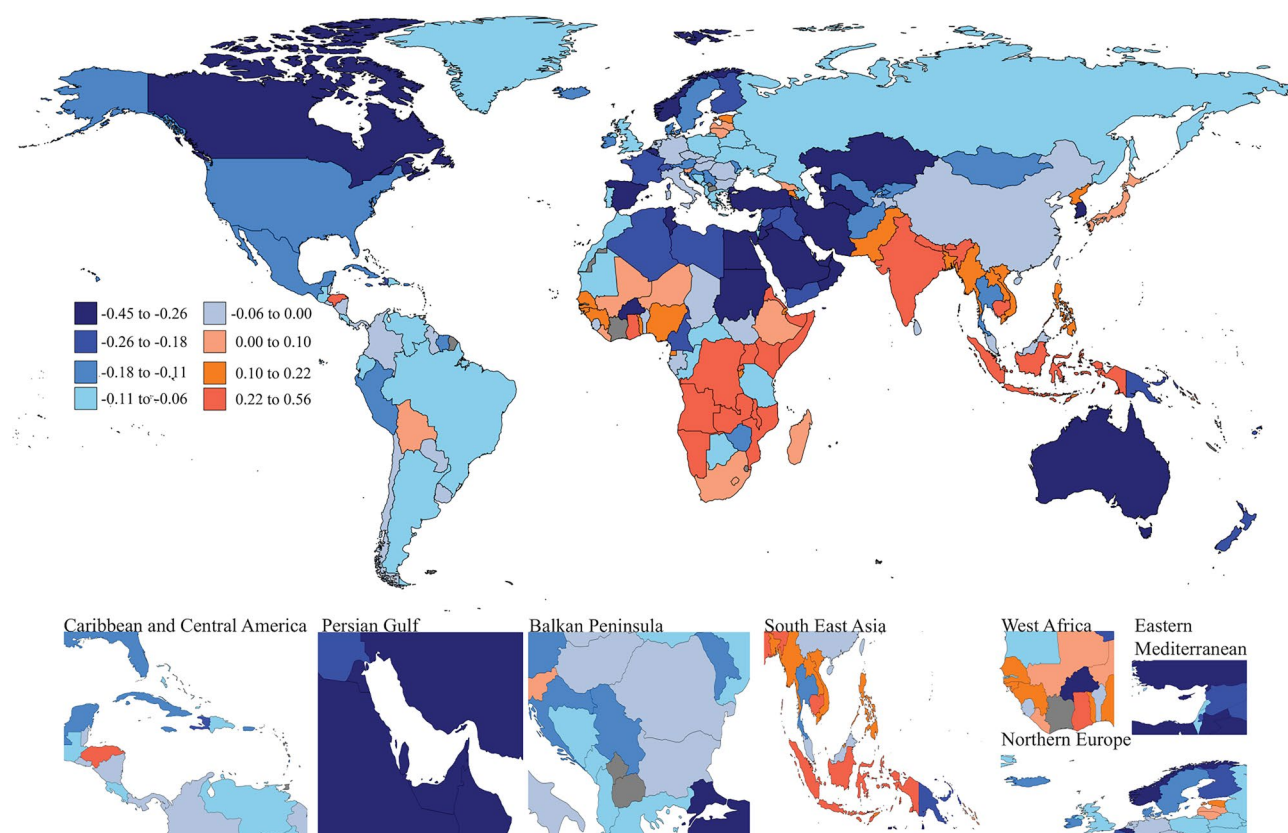 -0.45 to -0.26
-0.26 to -0.18
-0.18 to -0.11
-0.11 to -0.06
-0.06 to 0.00
0.00 to 0.10
0.10 to 0.22
0.22 to 0.56
Caribbean and Central America
Persian Gulf
Balkan Peninsula
South East Asia
West Africa
Eastern
Mediterranean
Northern Europe